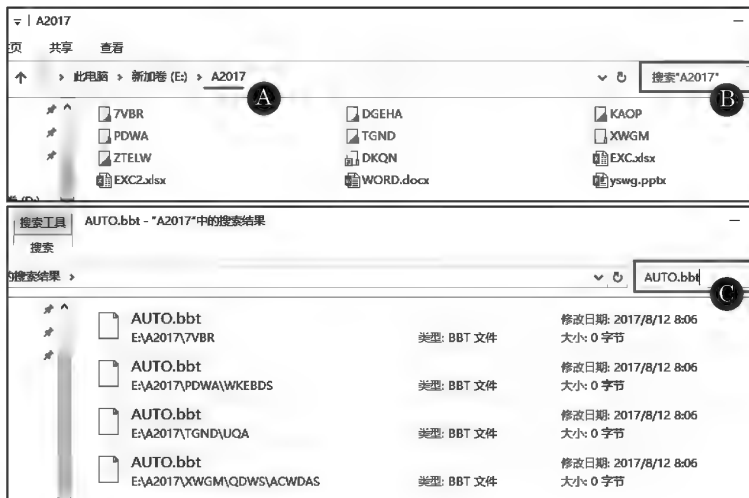 A2017
页 共享 查看
此电脑 › 新加卷 (E:) › A2017 搜索"A2017"
A
B
7VBR DGEHA KAOP
PDWA TGND XWGM
ZTELW DKQN EXC.xlsx
EXC2.xlsx WORD.docx yswg.pptx
搜索工具 AUTO.bbt - "A2017"中的搜索结果
搜索
的搜索结果 › AUTO.bbt
C
AUTO.bbt 修改日期: 2017/8/12 8:06
E:\A2017\7VBR 类型: BBT 文件 大小: 0 字节
AUTO.bbt 修改日期: 2017/8/12 8:06
E:\A2017\PDWA\WKEBDS 类型: BBT 文件 大小: 0 字节
AUTO.bbt 修改日期: 2017/8/12 8:06
E:\A2017\TGND\UQA 类型: BBT 文件 大小: 0 字节
AUTO.bbt 修改日期: 2017/8/12 8:06
E:\A2017\XWGM\QDWS\ACWDAS 类型: BBT 文件 大小: 0 字节